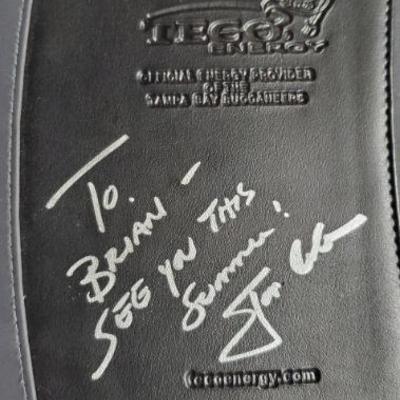 TECO
ENERGY
OFFICIAL ENERGY PROVIDER
OF THE
TAMPA BAY BUCCANEERS
To.
BRIAN -
SEE YOU THIS
SUMMER!
tecoenergy.com